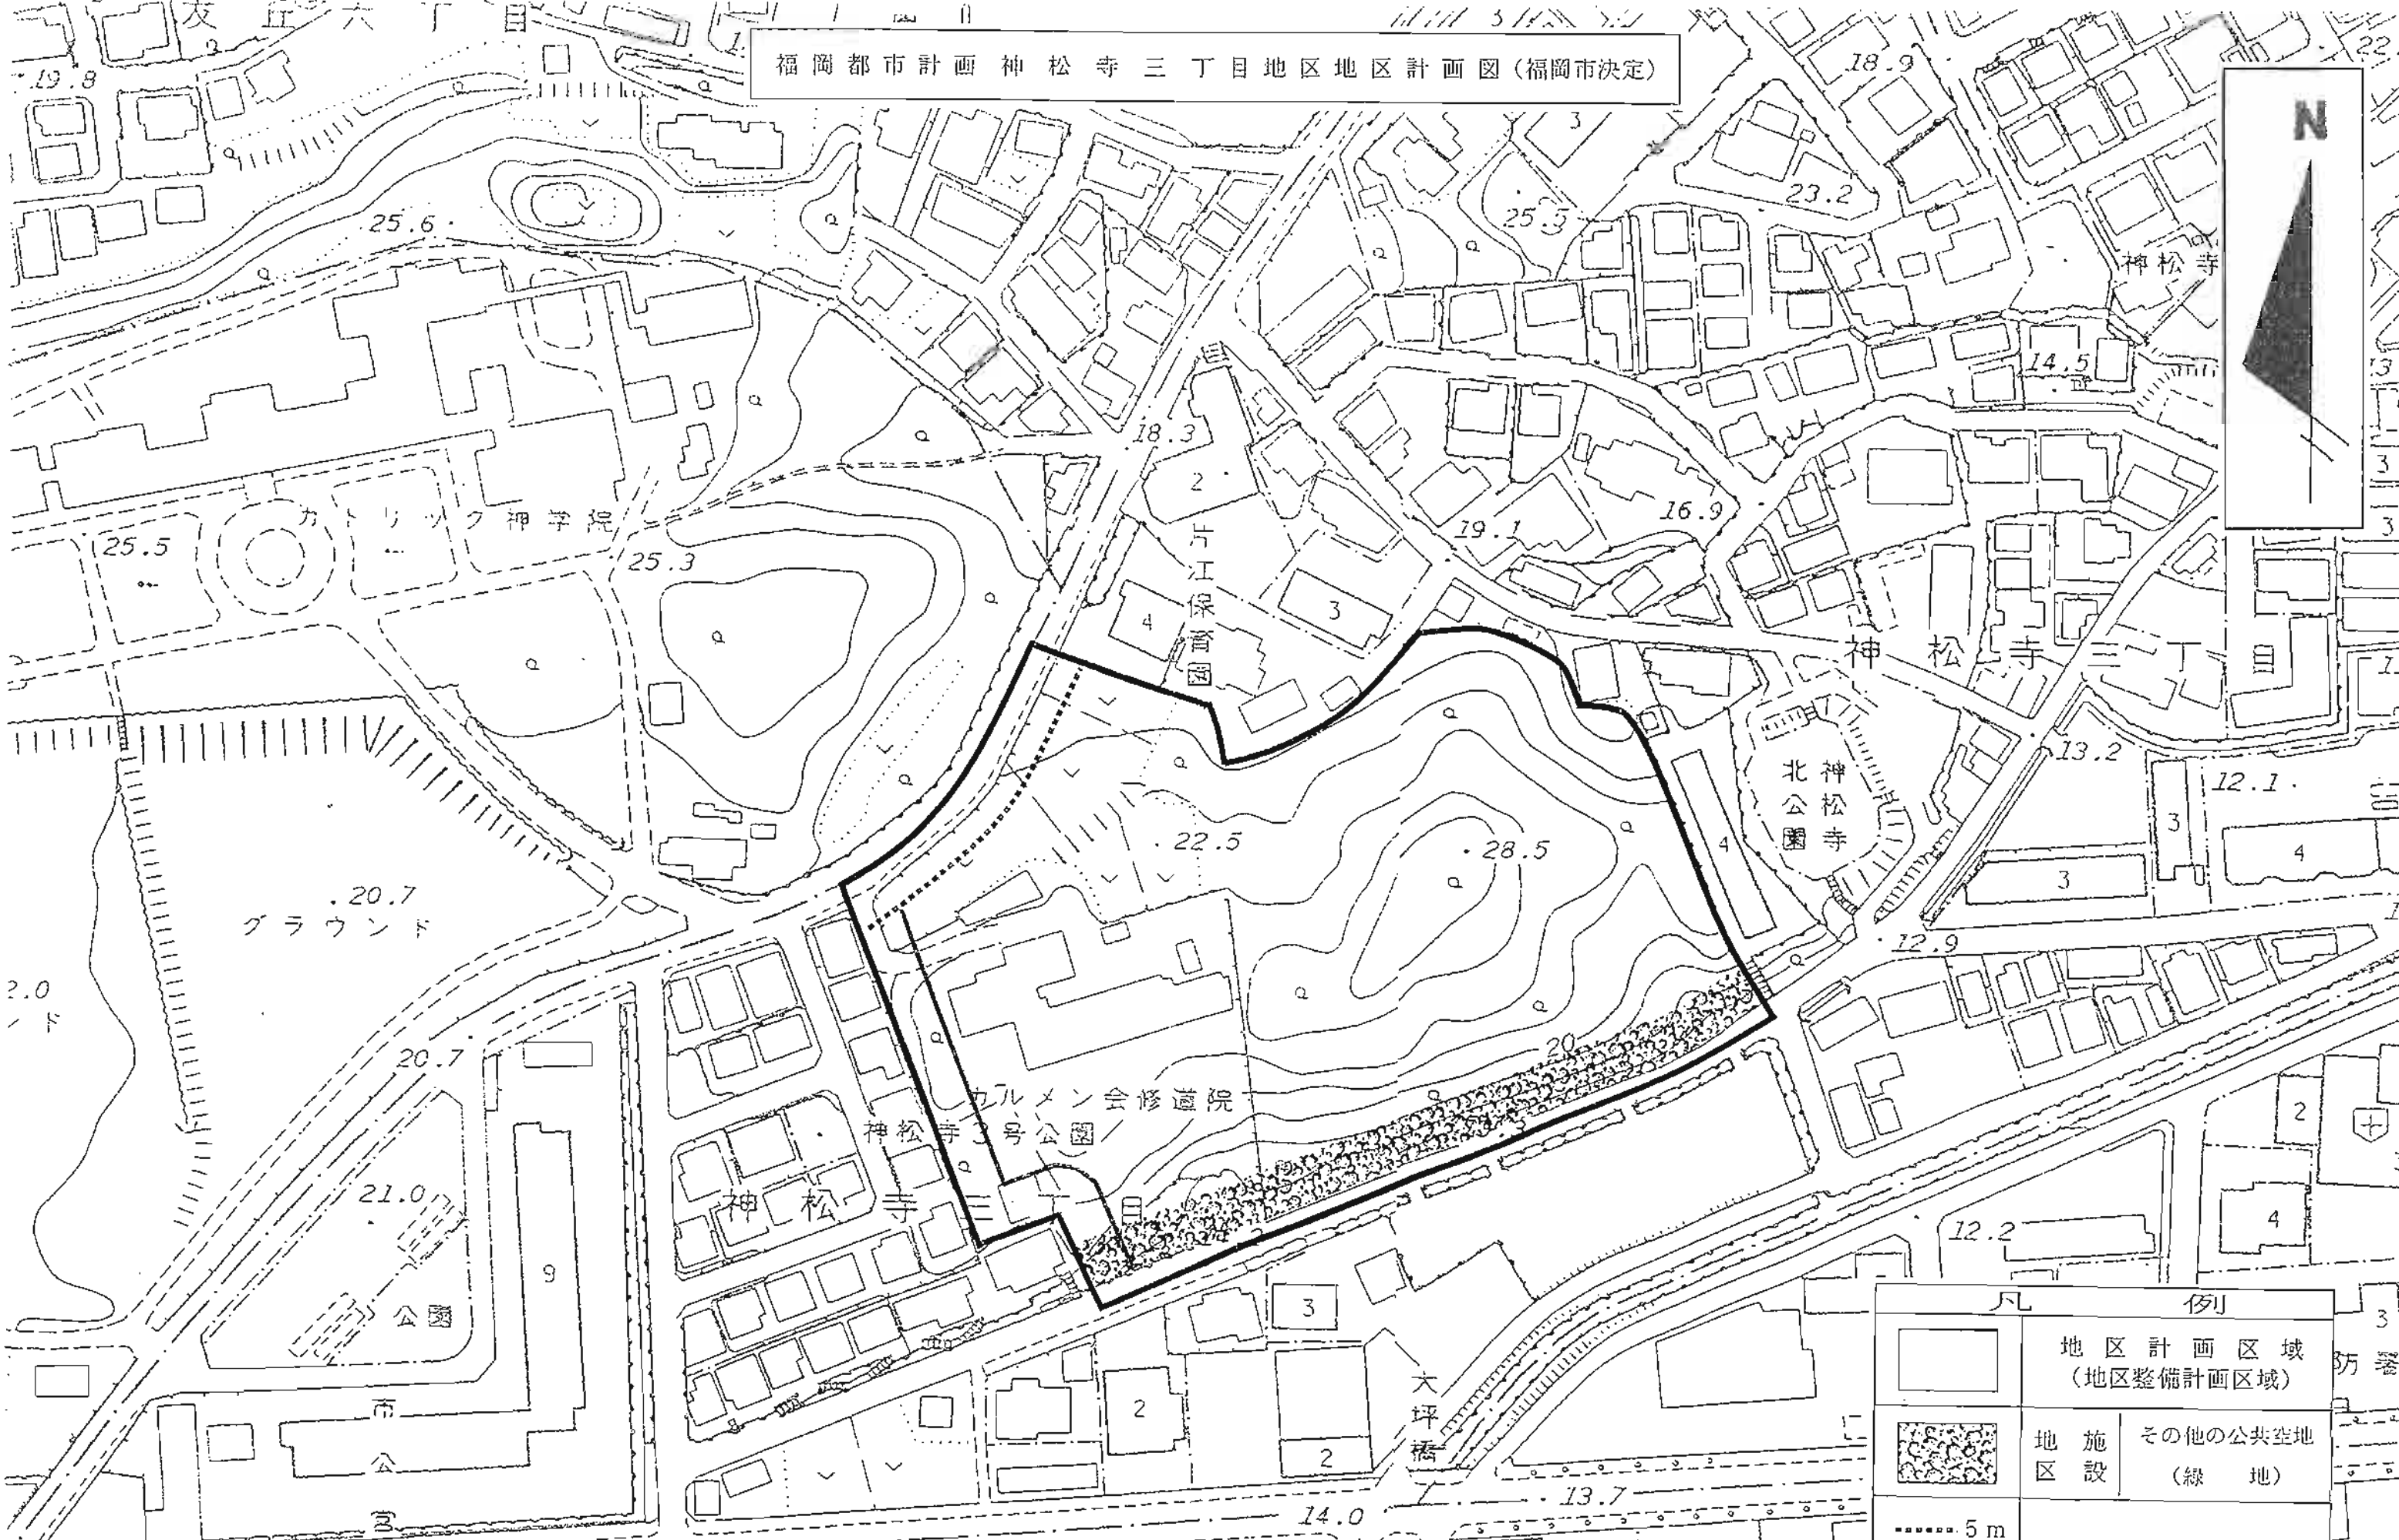 友丘六丁目
福岡都市計画 神松寺三丁目地区地区計画図(福岡市決定)
19.8
18.9
N
23.2
25.5
25.6
神松寺
14.5
18.3
2
カトリック神学院
25.5
25.3
片江保育園
19.1
16.9
4
3
神松寺三丁目
13.2
12.1
神松寺
北公園
22.5
28.5
4
3
4
3
20.7
グラウンド
12.9
20
20.7
カルメン会修道院
神松寺3号公園
21.0
神松寺三丁目
9
公園
3
12.2
2
4
凡例
地区計画区域
(地区整備計画区域)
地区
施設
その他の公共空地
(緑地)
5m
大坪橋
2
2
市
公
14.0
13.7
3